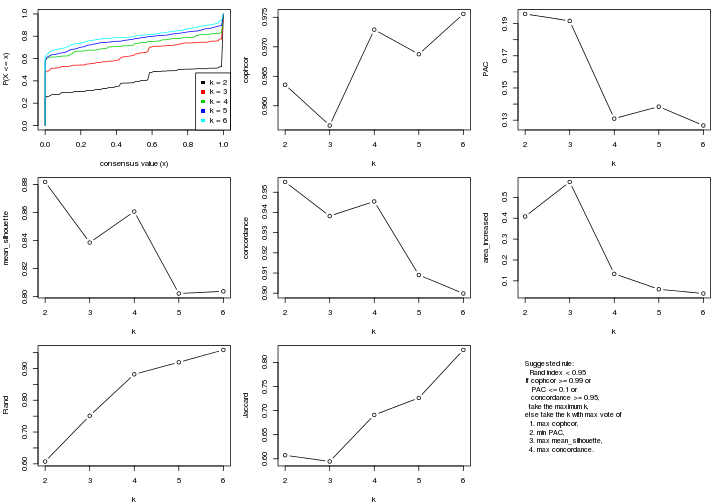 P(X <= x)
0.0 0.2 0.4 0.6 0.8 1.0
k = 2
k = 3
k = 4
k = 5
k = 6
0.0 0.2 0.4 0.6 0.8 1.0
consensus value (x)
cophcor
0.960 0.965 0.970 0.975
2 3 4 5 6
k
PAC
0.13 0.15 0.17 0.19
2 3 4 5 6
k
mean_silhouette
0.80 0.82 0.84 0.86 0.88
2 3 4 5 6
k
concordance
0.90 0.91 0.92 0.93 0.94 0.95
2 3 4 5 6
k
area_increased
0.1 0.2 0.3 0.4 0.5
2 3 4 5 6
k
Rand
0.60 0.70 0.80 0.90
2 3 4 5 6
k
Jaccard
0.60 0.65 0.70 0.75 0.80
2 3 4 5 6
k
Suggested rule:
Rand index < 0.95
If cophcor >= 0.99 or
PAC <= 0.1 or
concordance >= 0.95,
take the maximum k,
else take the k with max vote of
1. max cophcor,
2. min PAC,
3. max mean_silhouette,
4. max concordance.